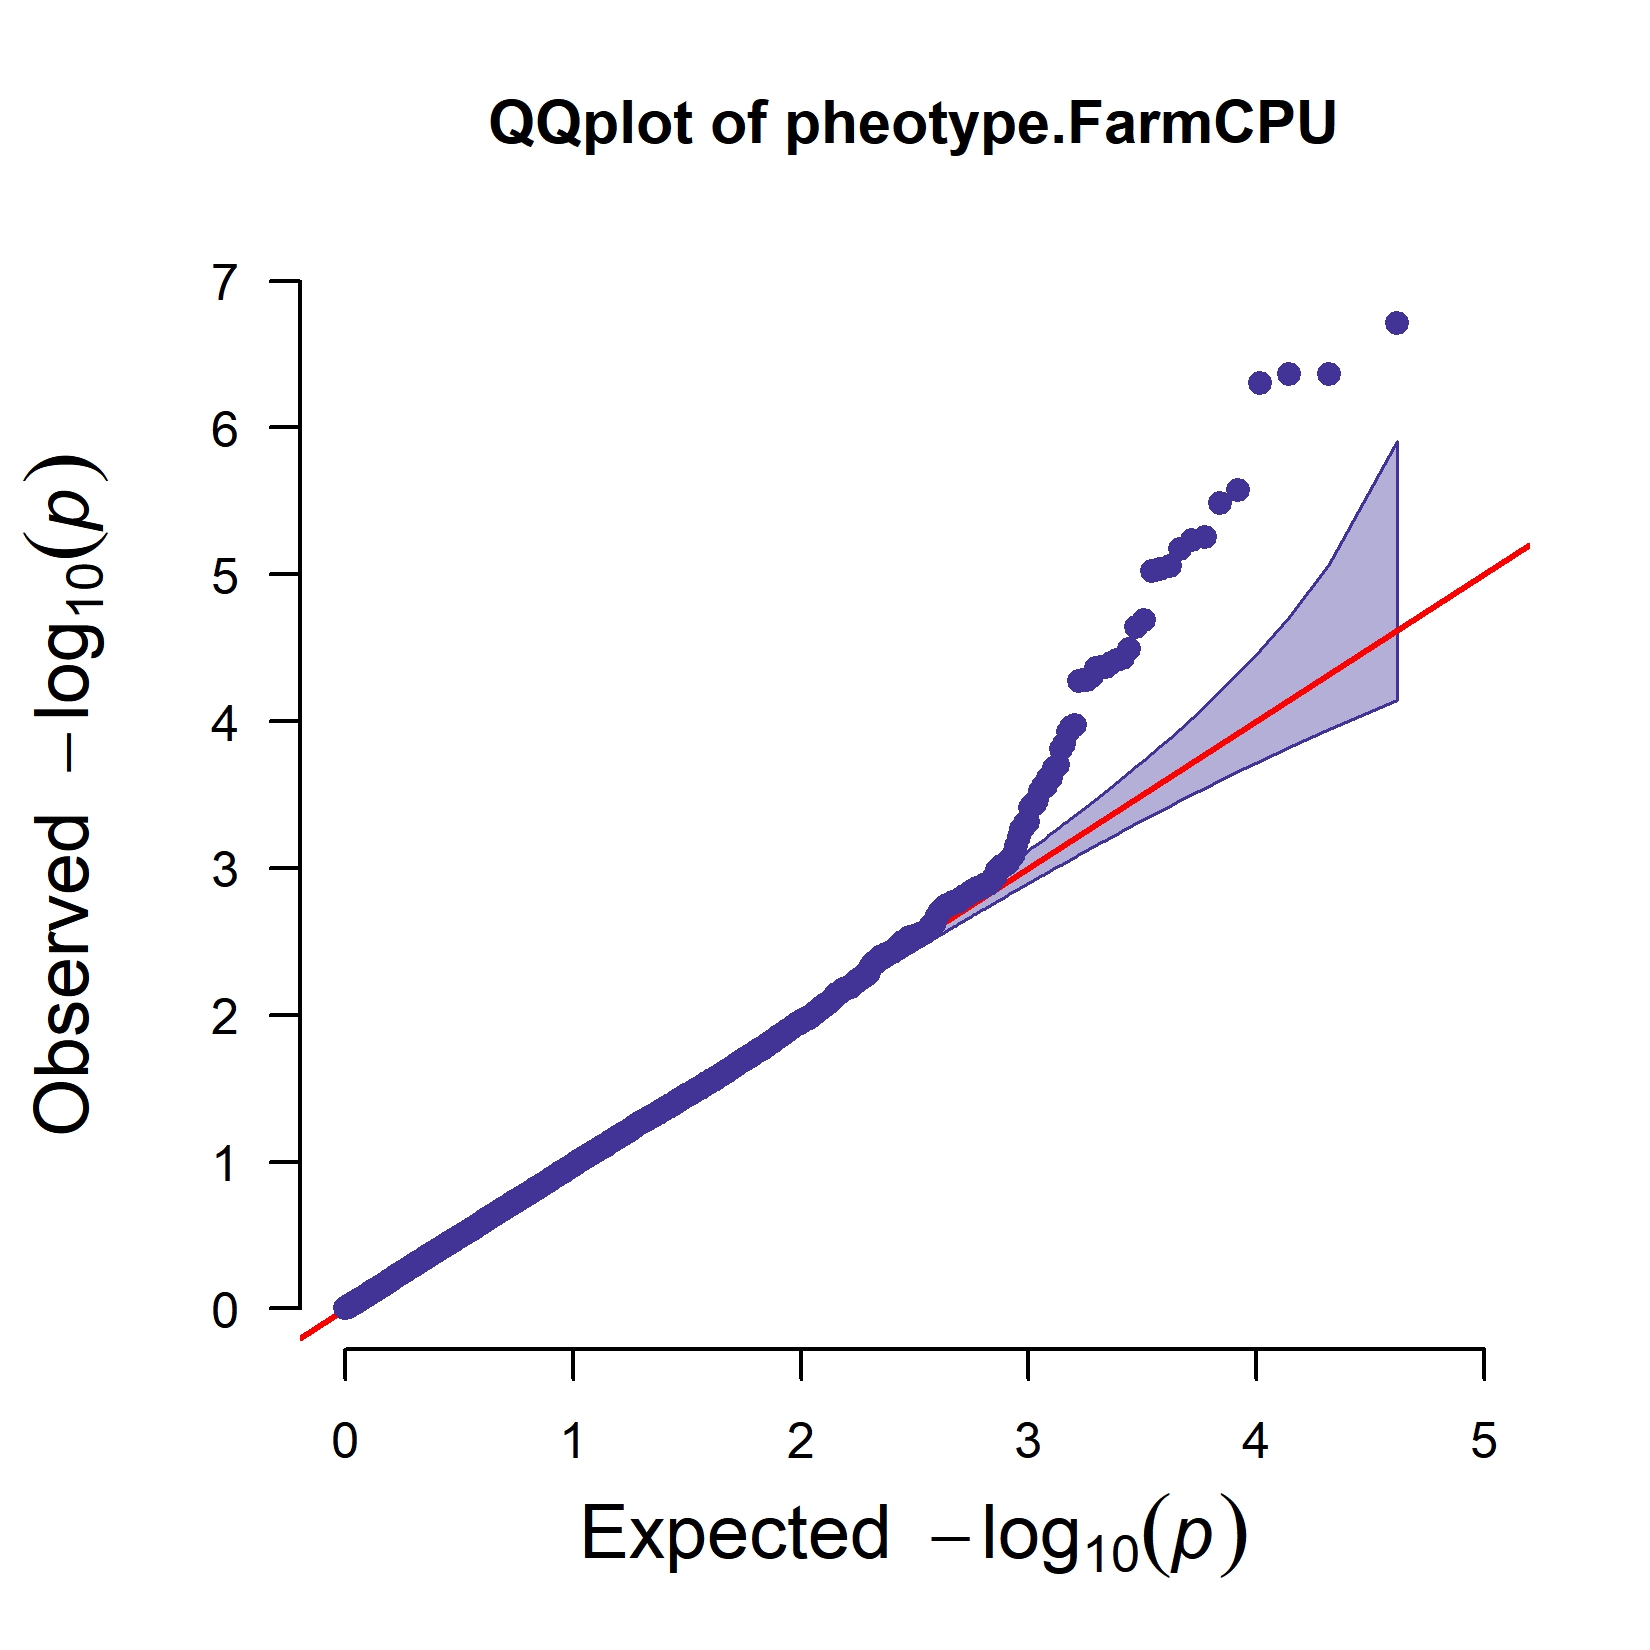 QQplot of pheotype.FarmCPU
7
6
5
4
3
2
1
0
Observed −log₁₀(p)
0 1 2 3 4 5
Expected −log₁₀(p)